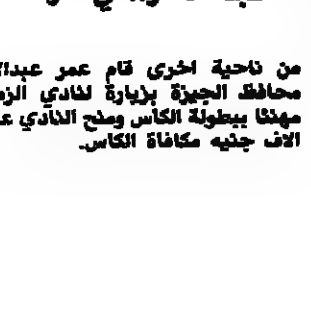 من ناحية اخرى قام عمر
محافظ الجيزة بزيارة لنادي
مهنئا ببطولة الكاس ومنح النادي
الاف جنيه مكافاة الكاس.